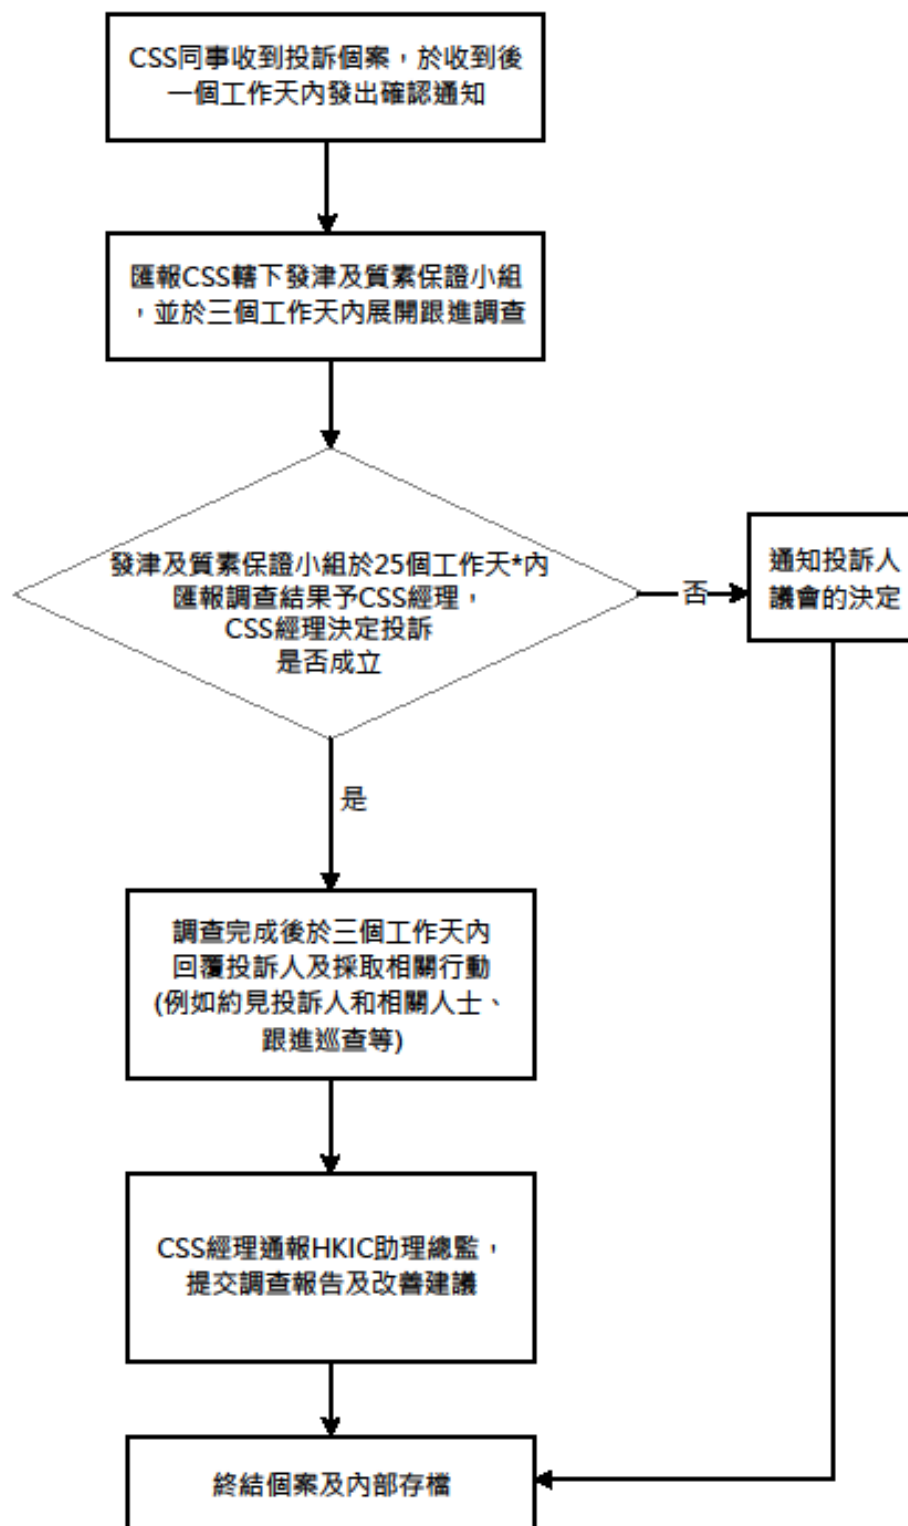 CSS同事收到投訴個案，於收到後
一個工作天內發出確認通知
匯報CSS轄下發津及質素保證小組
，並於三個工作天內展開跟進調查
發津及質素保證小組於25個工作天*內
匯報調查結果予CSS經理，
CSS經理決定投訴
是否成立
否
通知投訴人
議會的決定
是
調查完成後於三個工作天內
回覆投訴人及採取相關行動
(例如約見投訴人和相關人士、
跟進巡查等)
CSS經理通報HKIC助理總監，
提交調查報告及改善建議
終結個案及內部存檔